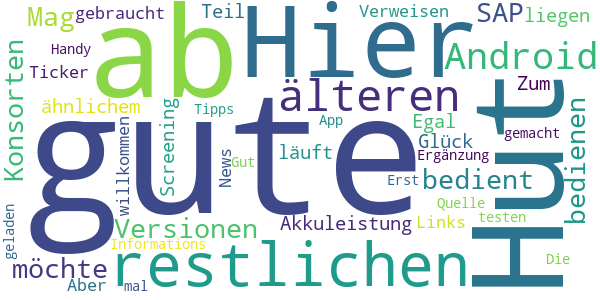 Mag
gebraucht
Teil
Verweisen
SAP
liegen
ab
Hier
Android
Konsorten
Handy
Ticker
ähnlichem
Tipps
älteren
Zum
Hut
bedienen
gute
willkommen
Screening
News
Gut
läuft
App
Egal
Glück
Ergänzung
gemacht
Erst
bedient
Quelle
testen
Versionen
Akkuleistung
Links
geladen
Informations
möchte
restlichen
Die
Aber
mal